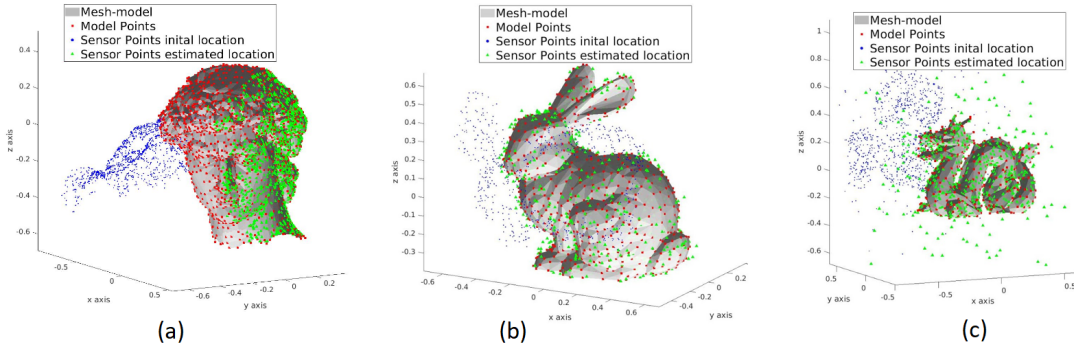 Mesh-model
Model Points
Sensor Points inital location
Sensor Points estimated location
0.4
0.2
0
-0.2
-0.4
-0.6
z axis
-0.5
0
0.5
x axis
-0.6
-0.4
-0.2
0
0.2
y axis
(a)
Mesh-model
Model Points
Sensor Points inital location
Sensor Points estimated location
0.6
0.5
0.4
0.3
0.2
0.1
0
-0.1
-0.2
-0.3
z axis
-0.6
-0.4
-0.2
0
0.2
0.4
0.6
x axis
-0.4
-0.2
0
0.2
y axis
(b)
Mesh-model
Model Points
Sensor Points inital location
Sensor Points estimated location
1
0.8
0.6
0.4
0.2
0
-0.2
-0.4
-0.6
z axis
0.5
0
-0.5
y axis
-0.5
0
0.5
x axis
(c)